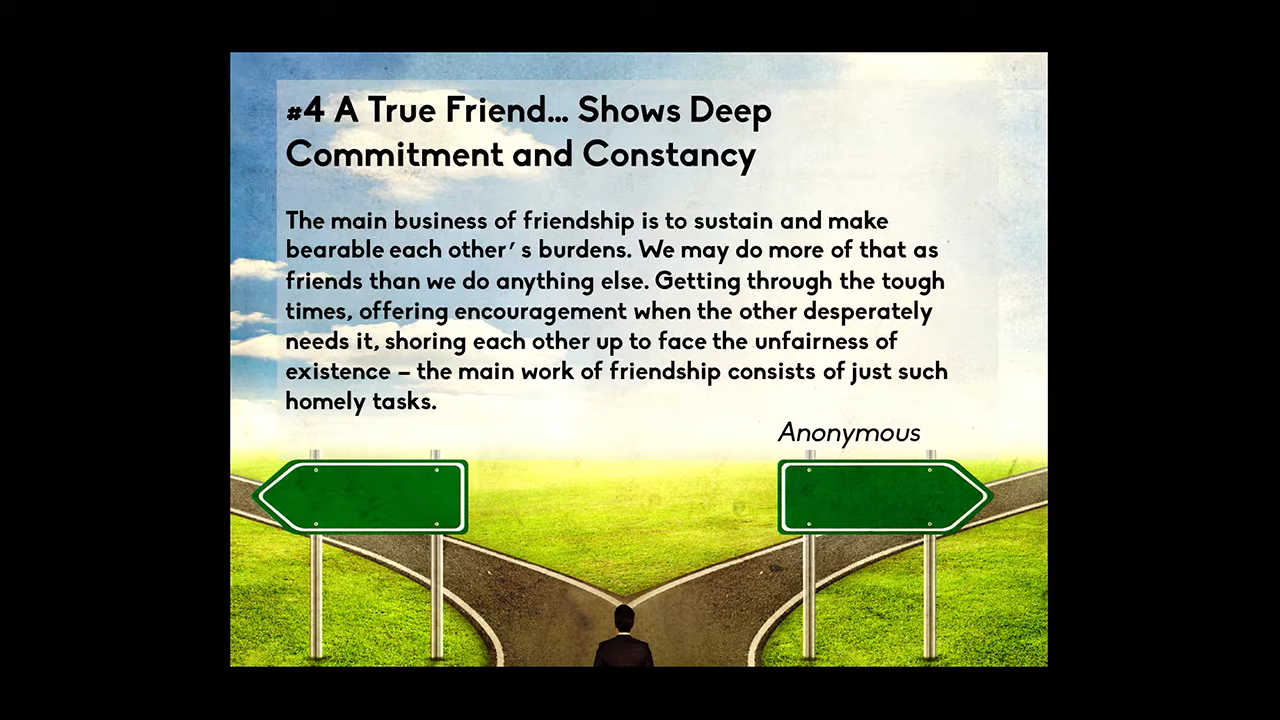 #4 A True Friend... Shows Deep
Commitment and Constancy
The main business of friendship is to sustain and make
bearable each other’ s burdens. We may do more of that as
friends than we do anything else. Getting through the tough
times, offering encouragement when the other desperately
needs it, shoring each other up to face the unfairness of
existence – the main work of friendship consists of just such
homely tasks.
Anonymous